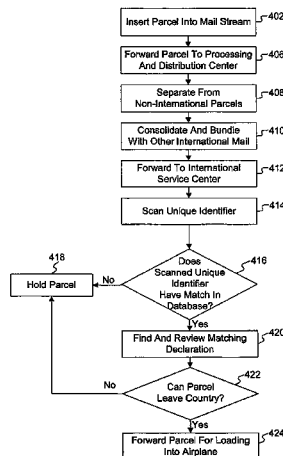 Insert Parcel Into Mail Stream
402
Forward Parcel To Processing
And Distribution Center
406
Separate From
Non-International Parcels
408
Consolidate And Bundle
With Other International Mail
410
Forward To International
Service Center
412
Scan Unique Identifier
414
418
Hold Parcel
No
Does
Scanned Unique
Identifier
Have Match In
Database?
416
Yes
Find And Review Matching
Declaration
420
No
Can Parcel
Leave Country?
422
Yes
Forward Parcel For Loading
Into Airplane
424